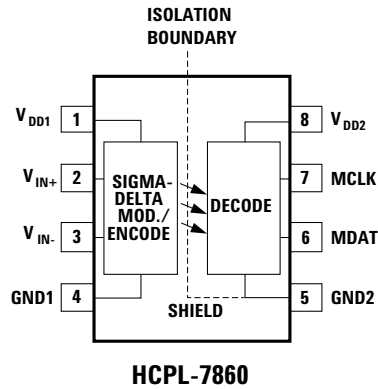 ISOLATION
BOUNDARY
VDD1
1
8
VDD2
VIN+
2
SIGMA-
DELTA
MOD./
ENCODE
DECODE
7
MCLK
VIN-
3
6
MDAT
GND1
4
SHIELD
5
GND2
HCPL-7860